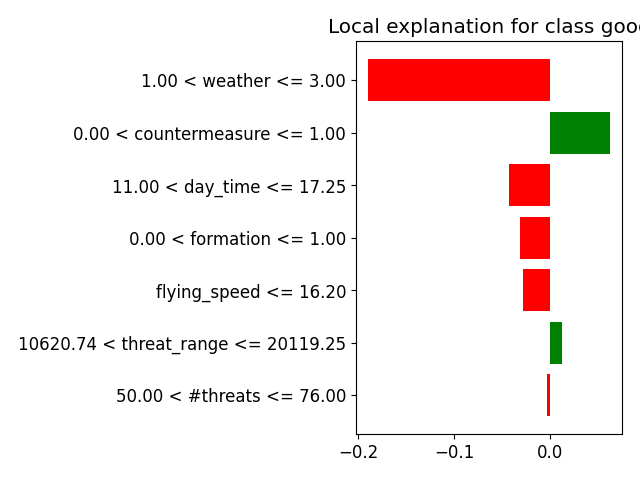 Local explanation for class good
1.00 < weather <= 3.00
0.00 < countermeasure <= 1.00
11.00 < day_time <= 17.25
0.00 < formation <= 1.00
flying_speed <= 16.20
10620.74 < threat_range <= 20119.25
50.00 < #threats <= 76.00
−0.2 −0.1 0.0